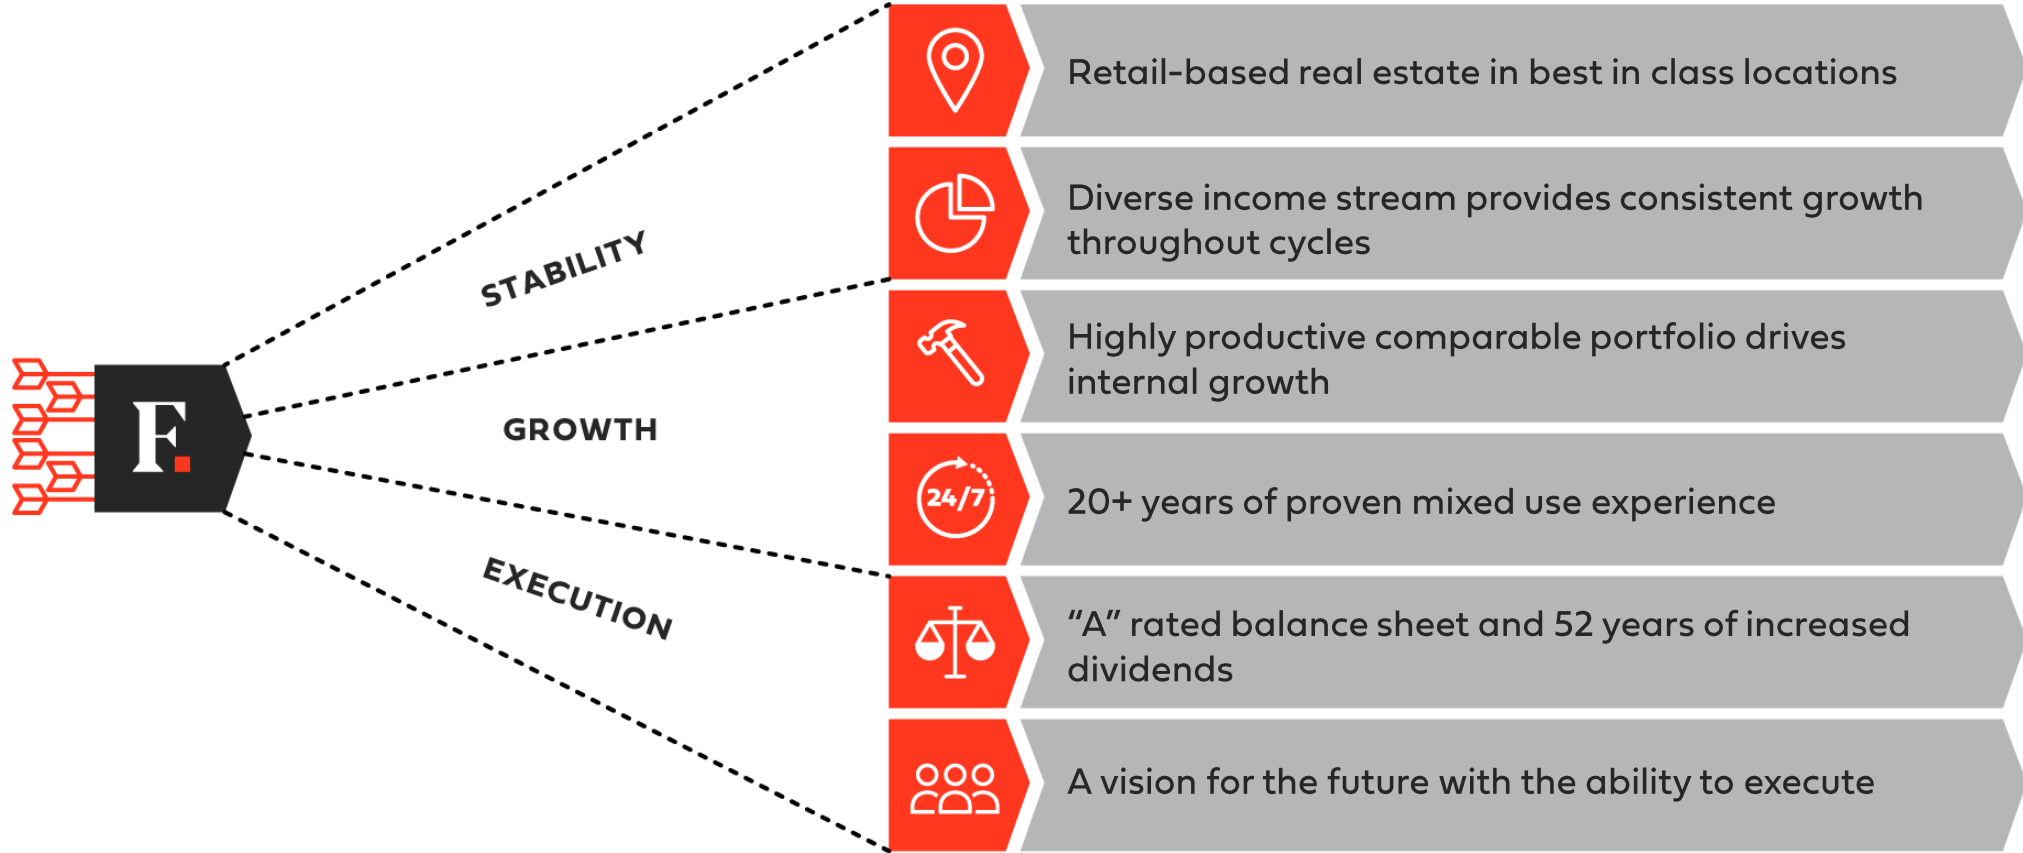 STABILITY
GROWTH
EXECUTION
F.
Retail-based real estate in best in class locations
Diverse income stream provides consistent growth
throughout cycles
Highly productive comparable portfolio drives
internal growth
24/7
20+ years of proven mixed use experience
“A” rated balance sheet and 52 years of increased
dividends
A vision for the future with the ability to execute